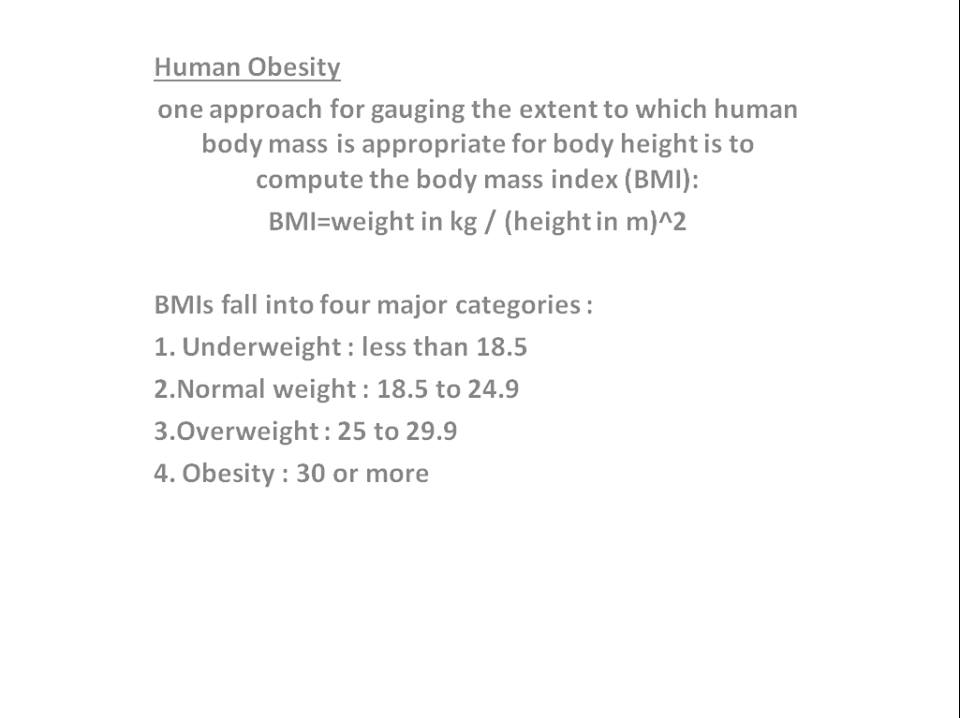 Human Obesity
one approach for gauging the extent to which human
body mass is appropriate for body height is to
compute the body mass index (BMI):
BMI=weight in kg / (height in m)^2
BMIs fall into four major categories :
1. Underweight : less than 18.5
2.Normal weight : 18.5 to 24.9
3.Overweight : 25 to 29.9
4. Obesity : 30 or more